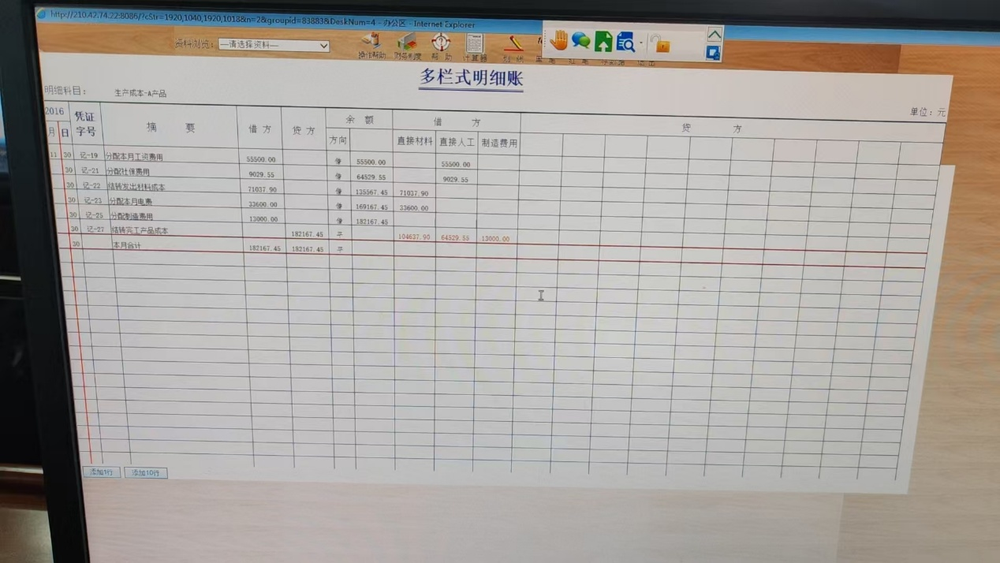 http://210.42.74.22:8086/?cStr=1920,1040,1920,1018&n=2&groupid=83883&DeskNum=4 - 办公区 - Internet Explorer
资料浏览: —请选择资料—
操作帮助 财务制度 帮 助 计算器
多栏式明细账
明细科目: 生产成本-A产品
单位: 元
2016 凭证字号 摘 要 借 方 贷 方 余 额 借 方 贷 方
月 日 方向 直接材料 直接人工 制造费用
11 30 记-19 分配本月工资费用 55500.00 借 55500.00 55500.00
30 记-21 分配社保费用 9029.55 借 64529.55 9029.55
30 记-22 结转发出材料成本 71037.90 借 135567.45 71037.90
30 记-23 分配本月电费 33600.00 借 169167.45 33600.00
30 记-25 分配制造费用 13000.00 借 182167.45
30 记-27 结转完工产品成本 182167.45 平 104637.90 64529.55 13000.00
30 本月合计 182167.45 182167.45 平
添加1行 添加10行